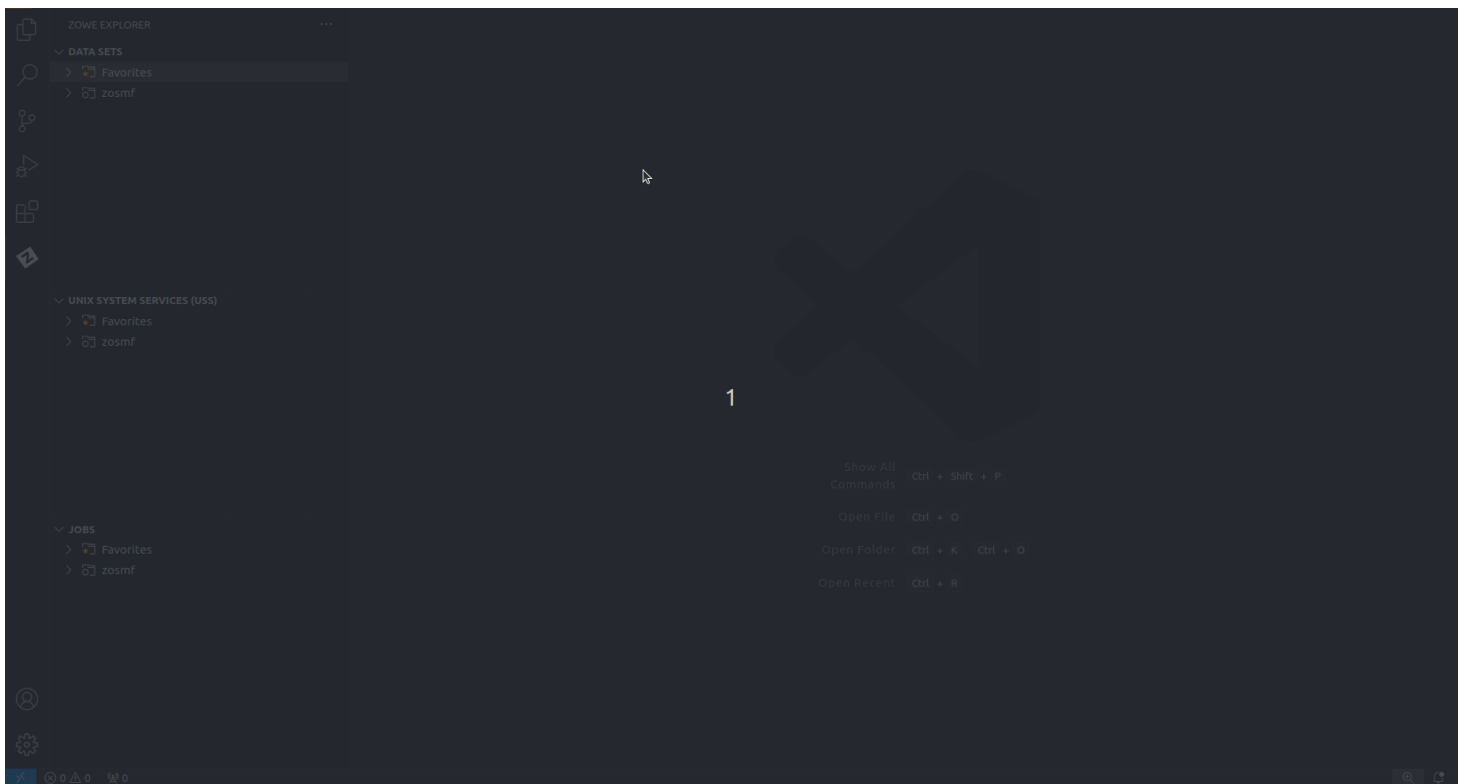 ZOWE EXPLORER
DATA SETS
Favorites
zosmf
UNIX SYSTEM SERVICES (USS)
Favorites
zosmf
JOBS
Favorites
zosmf
1
Show All
Commands Ctrl + Shift + P
Open File Ctrl + O
Open Folder Ctrl + K Ctrl + O
Open Recent Ctrl + R
0 0 0